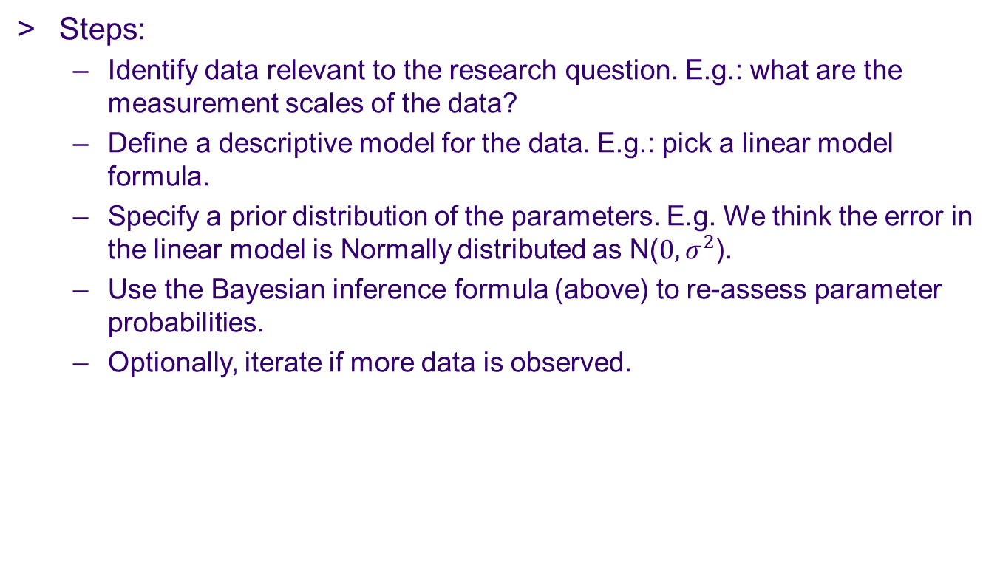 > Steps:
– Identify data relevant to the research question. E.g.: what are the
measurement scales of the data?
– Define a descriptive model for the data. E.g.: pick a linear model
formula.
– Specify a prior distribution of the parameters. E.g. We think the error in
the linear model is Normally distributed as N(0, σ²).
– Use the Bayesian inference formula (above) to re-assess parameter
probabilities.
– Optionally, iterate if more data is observed.